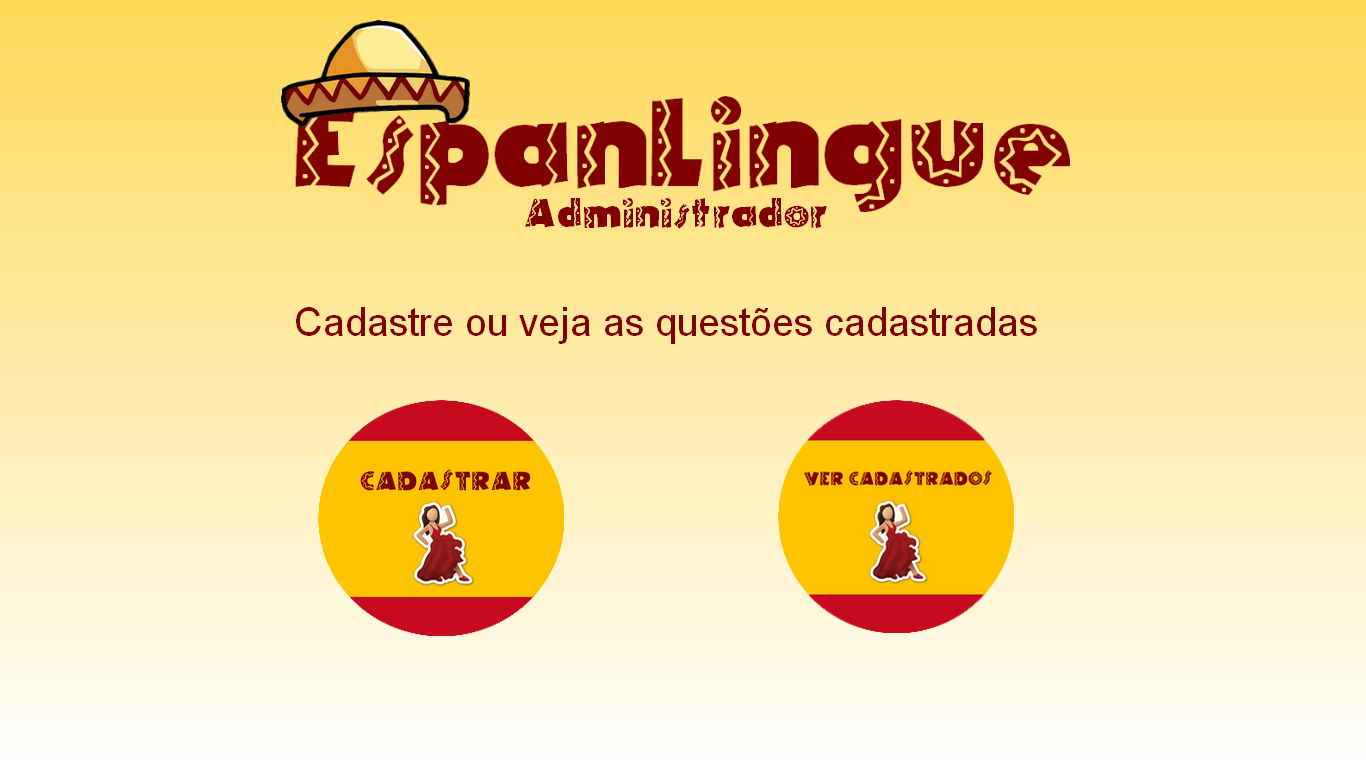 EspanLingue
Administrador
Cadastre ou veja as questões cadastradas
CADASTRAR
VER CADASTRADOS